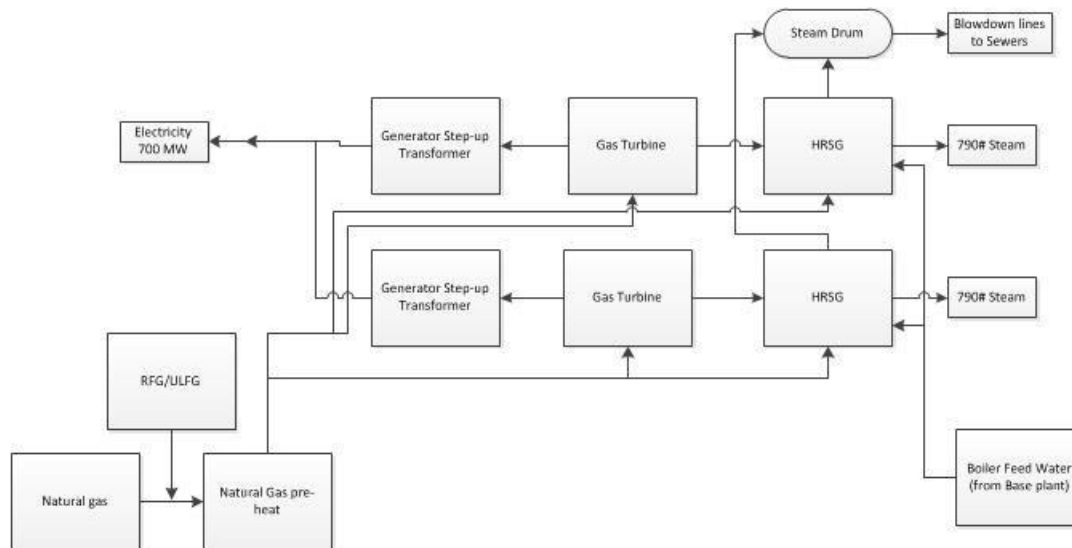 Steam Drum
Blowdown lines
to Sewers
Electricity
700 MW
Generator Step-up
Transformer
Gas Turbine
HRSG
790# Steam
Generator Step-up
Transformer
Gas Turbine
HRSG
790# Steam
RFG/ULFG
Natural gas
Natural Gas pre-
heat
Boiler Feed Water
(from Base plant)